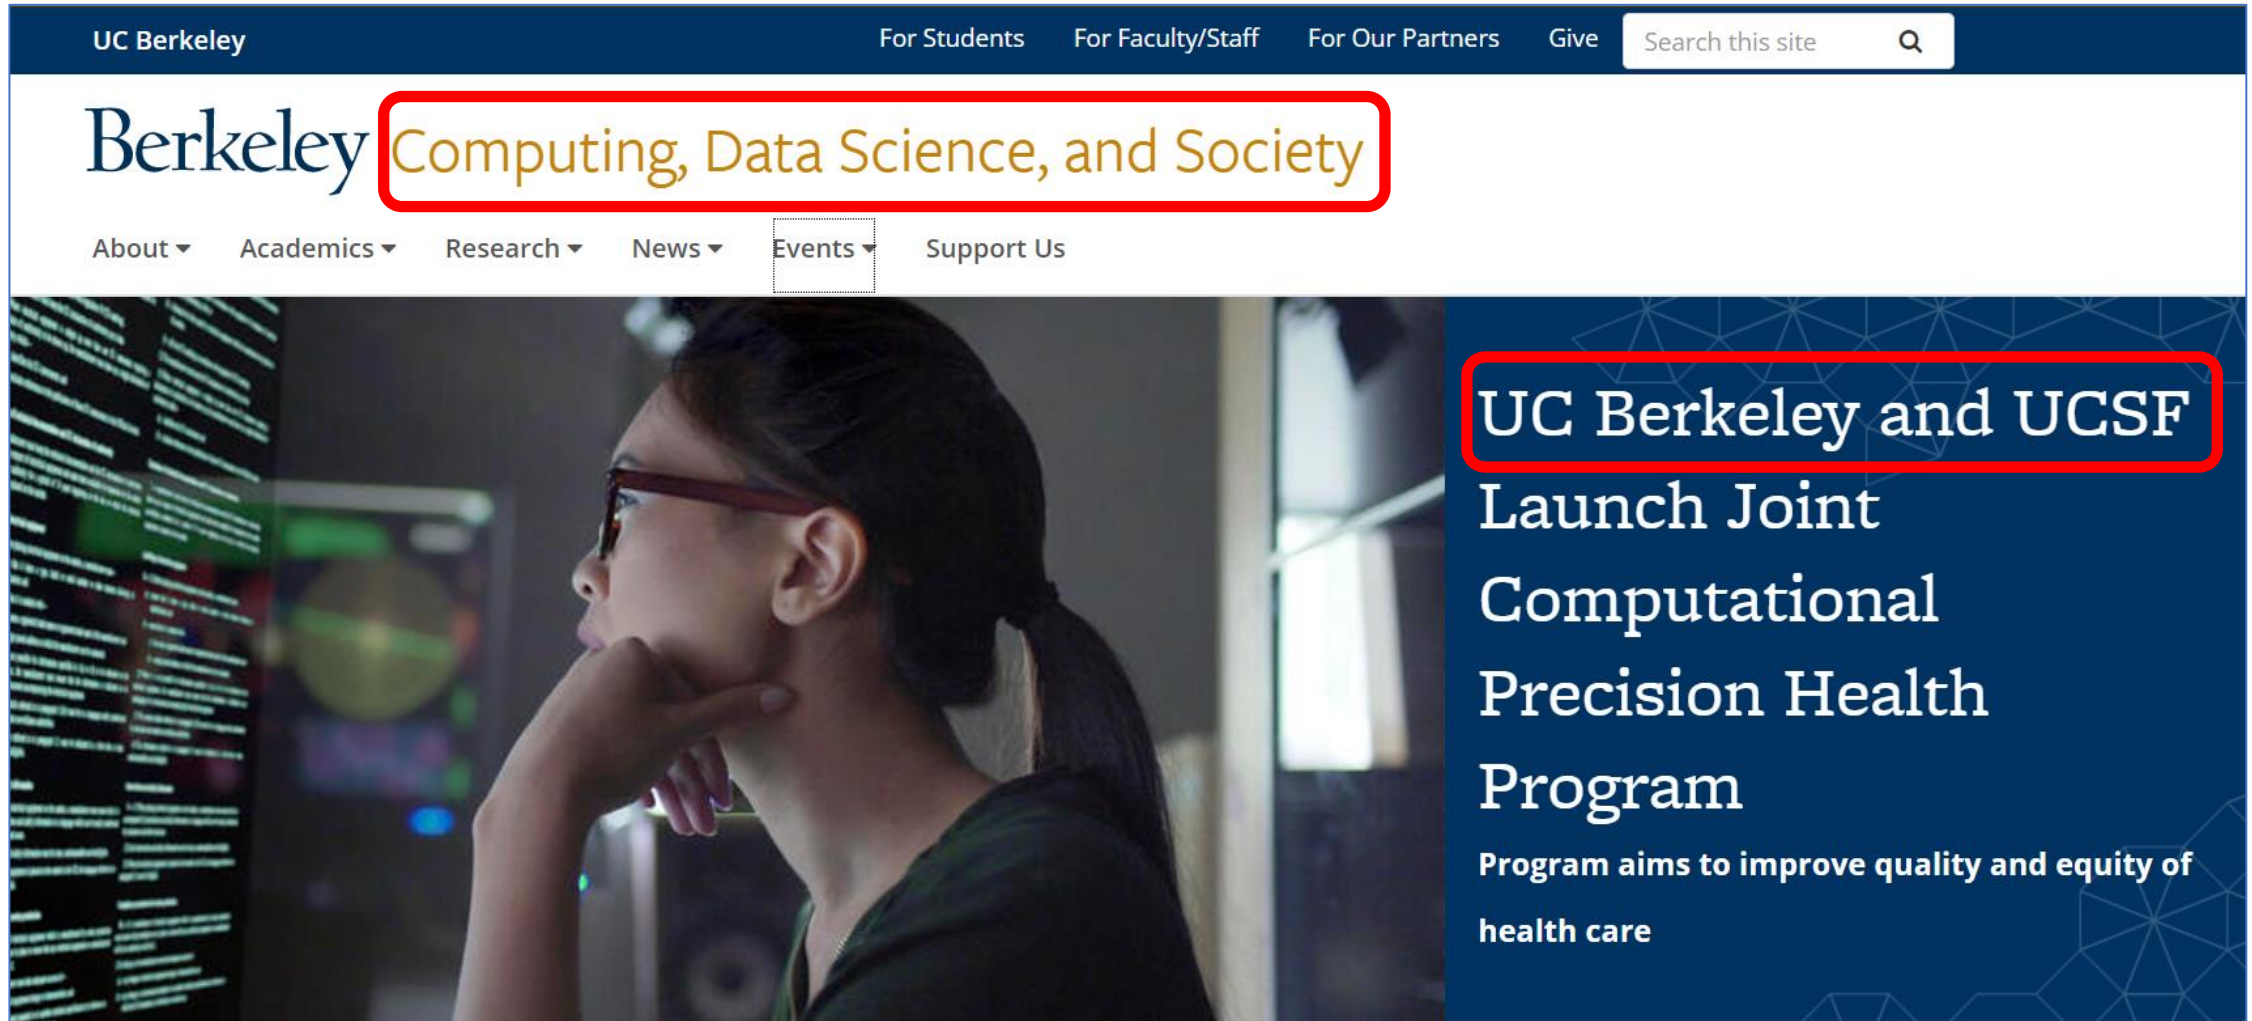 UC Berkeley For Students For Faculty/Staff For Our Partners Give Search this site
Berkeley Computing, Data Science, and Society
About Academics Research News Events Support Us
UC Berkeley and UCSF
Launch Joint
Computational
Precision Health
Program
Program aims to improve quality and equity of
health care